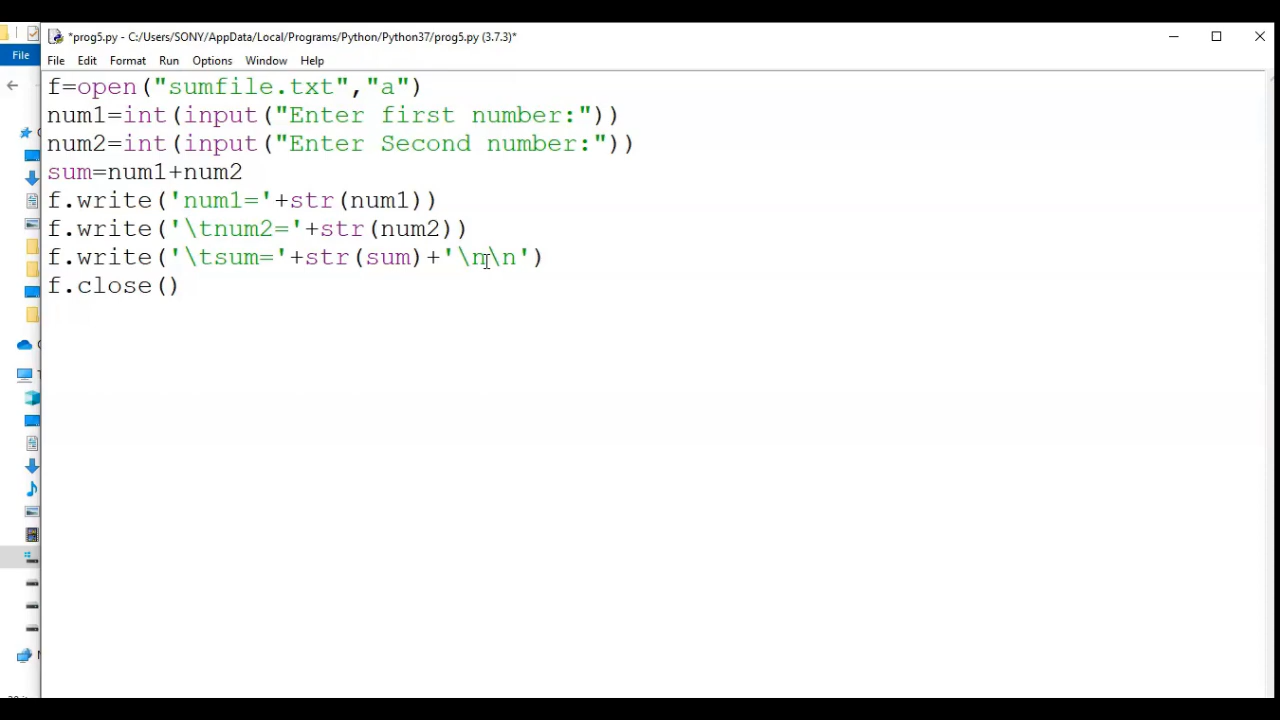 *prog5.py - C:/Users/SONY/AppData/Local/Programs/Python/Python37/prog5.py (3.7.3)*
File
File Edit Format Run Options Window Help
f=open("sumfile.txt","a")
num1=int(input("Enter first number:"))
num2=int(input("Enter Second number:"))
sum=num1+num2
f.write('num1='+str(num1))
f.write('\tnum2='+str(num2))
f.write('\tsum='+str(sum)+'\n\n')
f.close()